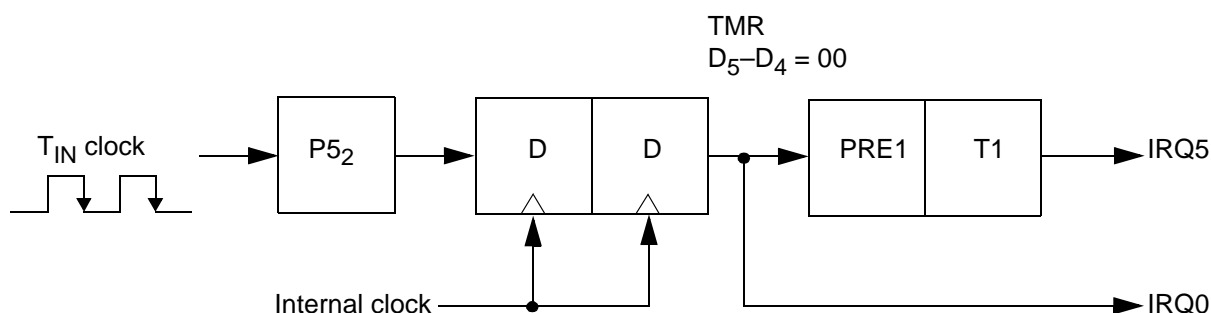 TMR
D5–D4 = 00
TIN clock
P52
D
D
PRE1
T1
IRQ5
Internal clock
IRQ0